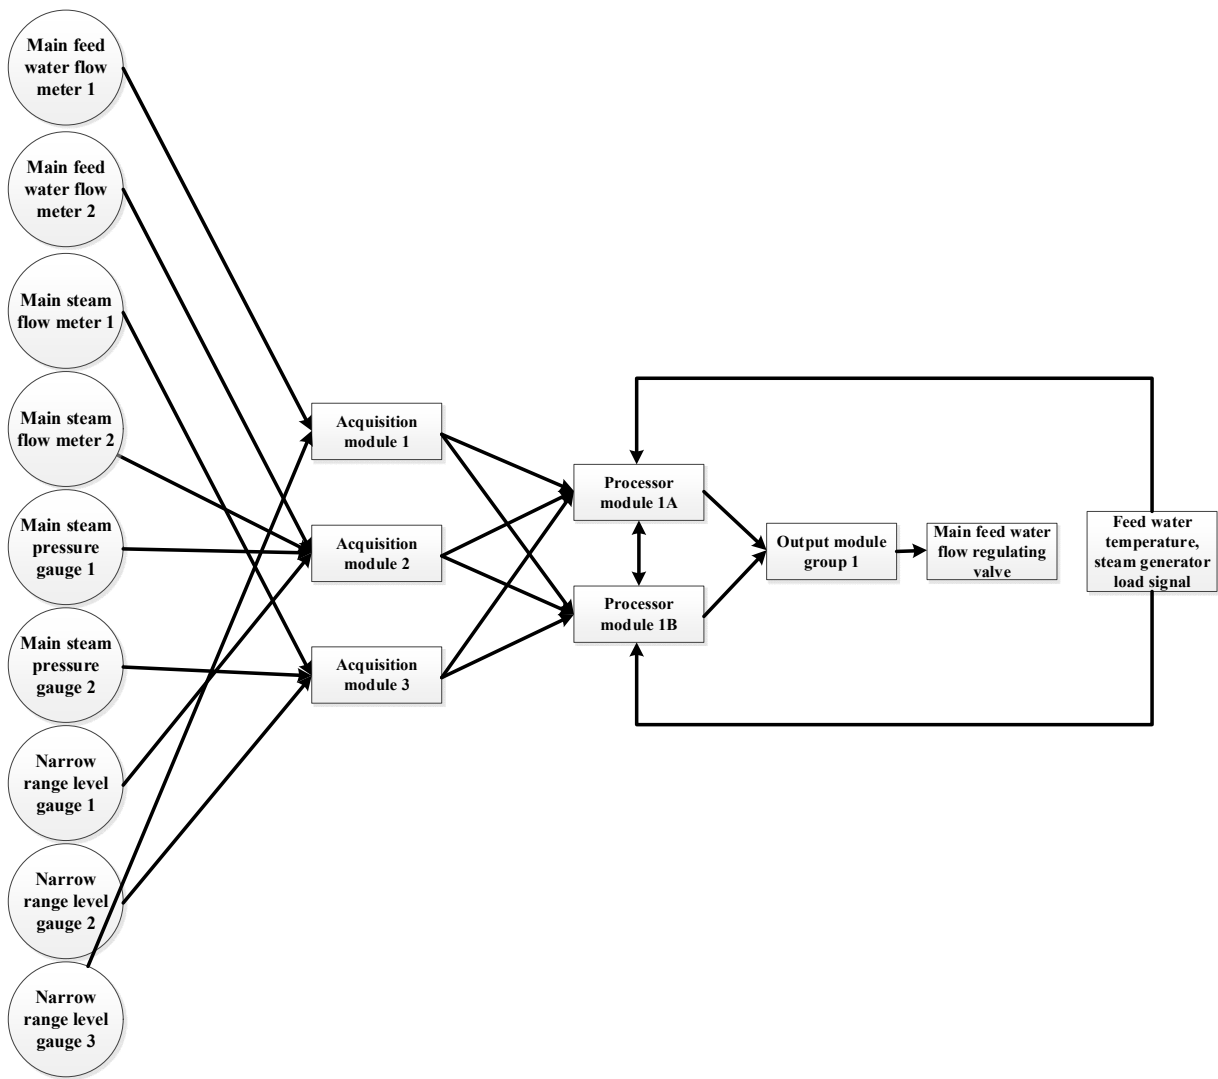 Main feed
water flow
meter 1
Main feed
water flow
meter 2
Main steam
flow meter 1
Main steam
flow meter 2
Main steam
pressure
gauge 1
Main steam
pressure
gauge 2
Narrow
range level
gauge 1
Narrow
range level
gauge 2
Narrow
range level
gauge 3
Acquisition
module 1
Acquisition
module 2
Acquisition
module 3
Processor
module 1A
Processor
module 1B
Output module
group 1
Main feed water
flow regulating
valve
Feed water
temperature,
steam generator
load signal